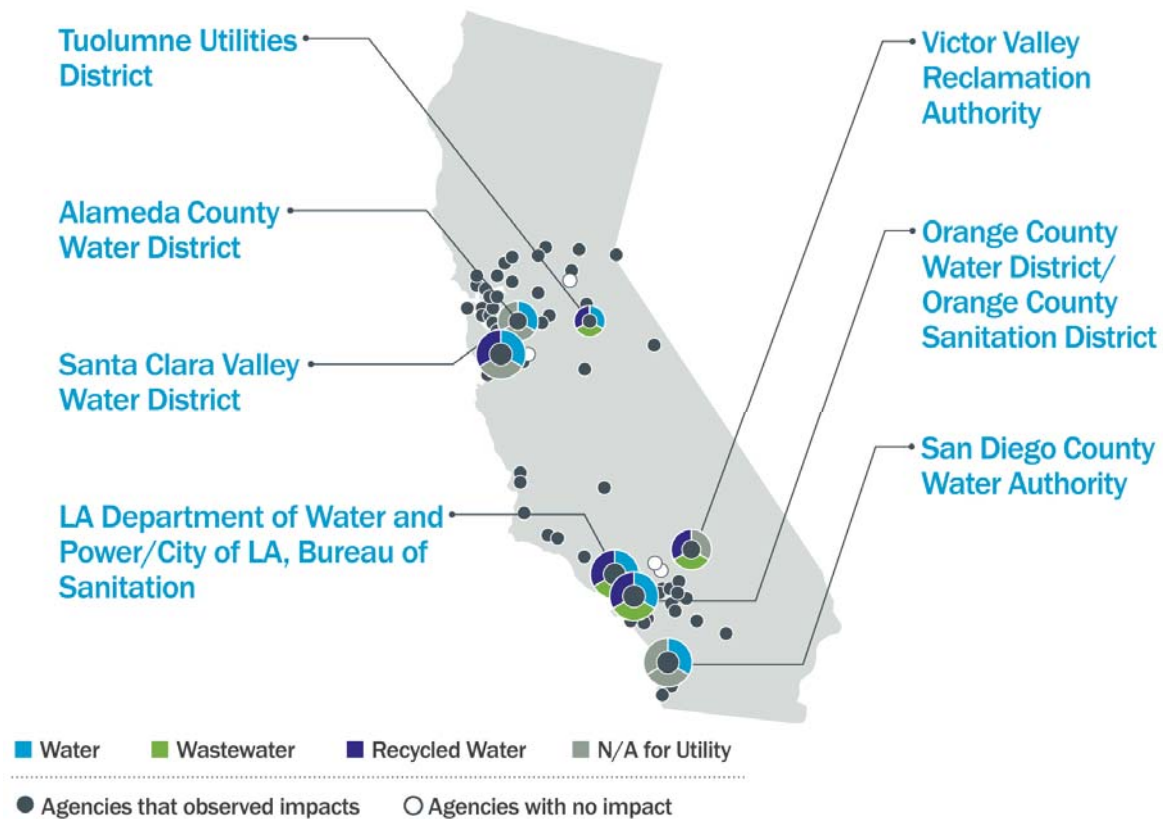 Tuolumne Utilities
District
Alameda County
Water District
Santa Clara Valley
Water District
LA Department of Water and
Power/City of LA, Bureau of
Sanitation
Victor Valley
Reclamation
Authority
Orange County
Water District/
Orange County
Sanitation District
San Diego County
Water Authority
Water
Wastewater
Recycled Water
N/A for Utility
Agencies that observed impacts
Agencies with no impact